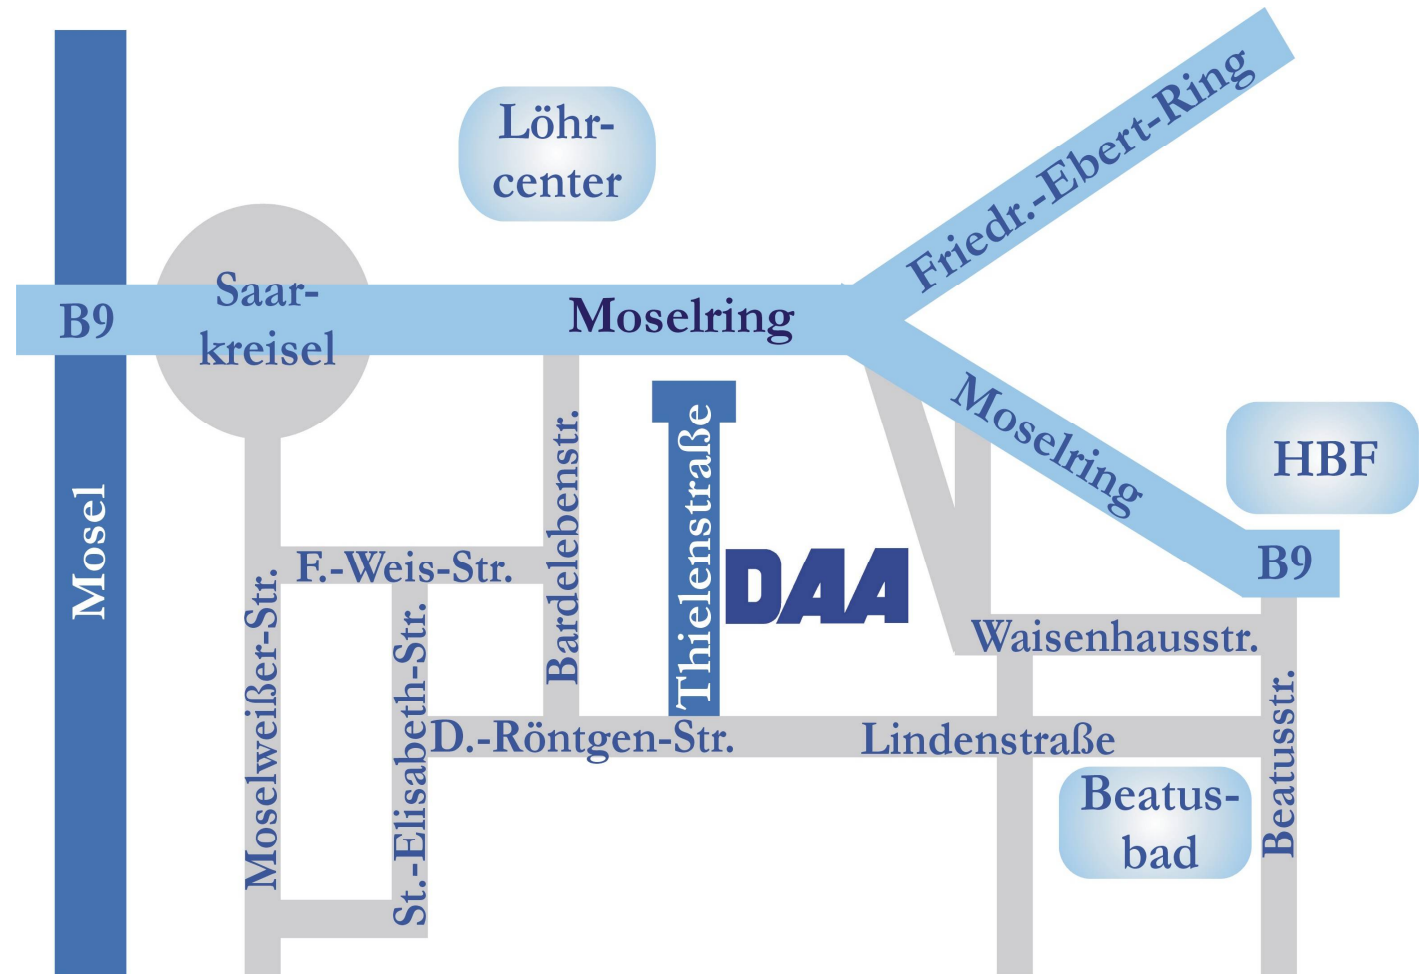 Löhr-
center
Friedr.-Ebert-Ring
Saar-
kreisel
B9
Moselring
Moselring
HBF
B9
Mosel
Thielenstraße
DAA
Bardelebenstr.
F.-Weis-Str.
Moselweißer-Str.
St.-Elisabeth-Str.
Waisenhausstr.
D.-Röntgen-Str.
Lindenstraße
Beatusstr.
Beatus-
bad